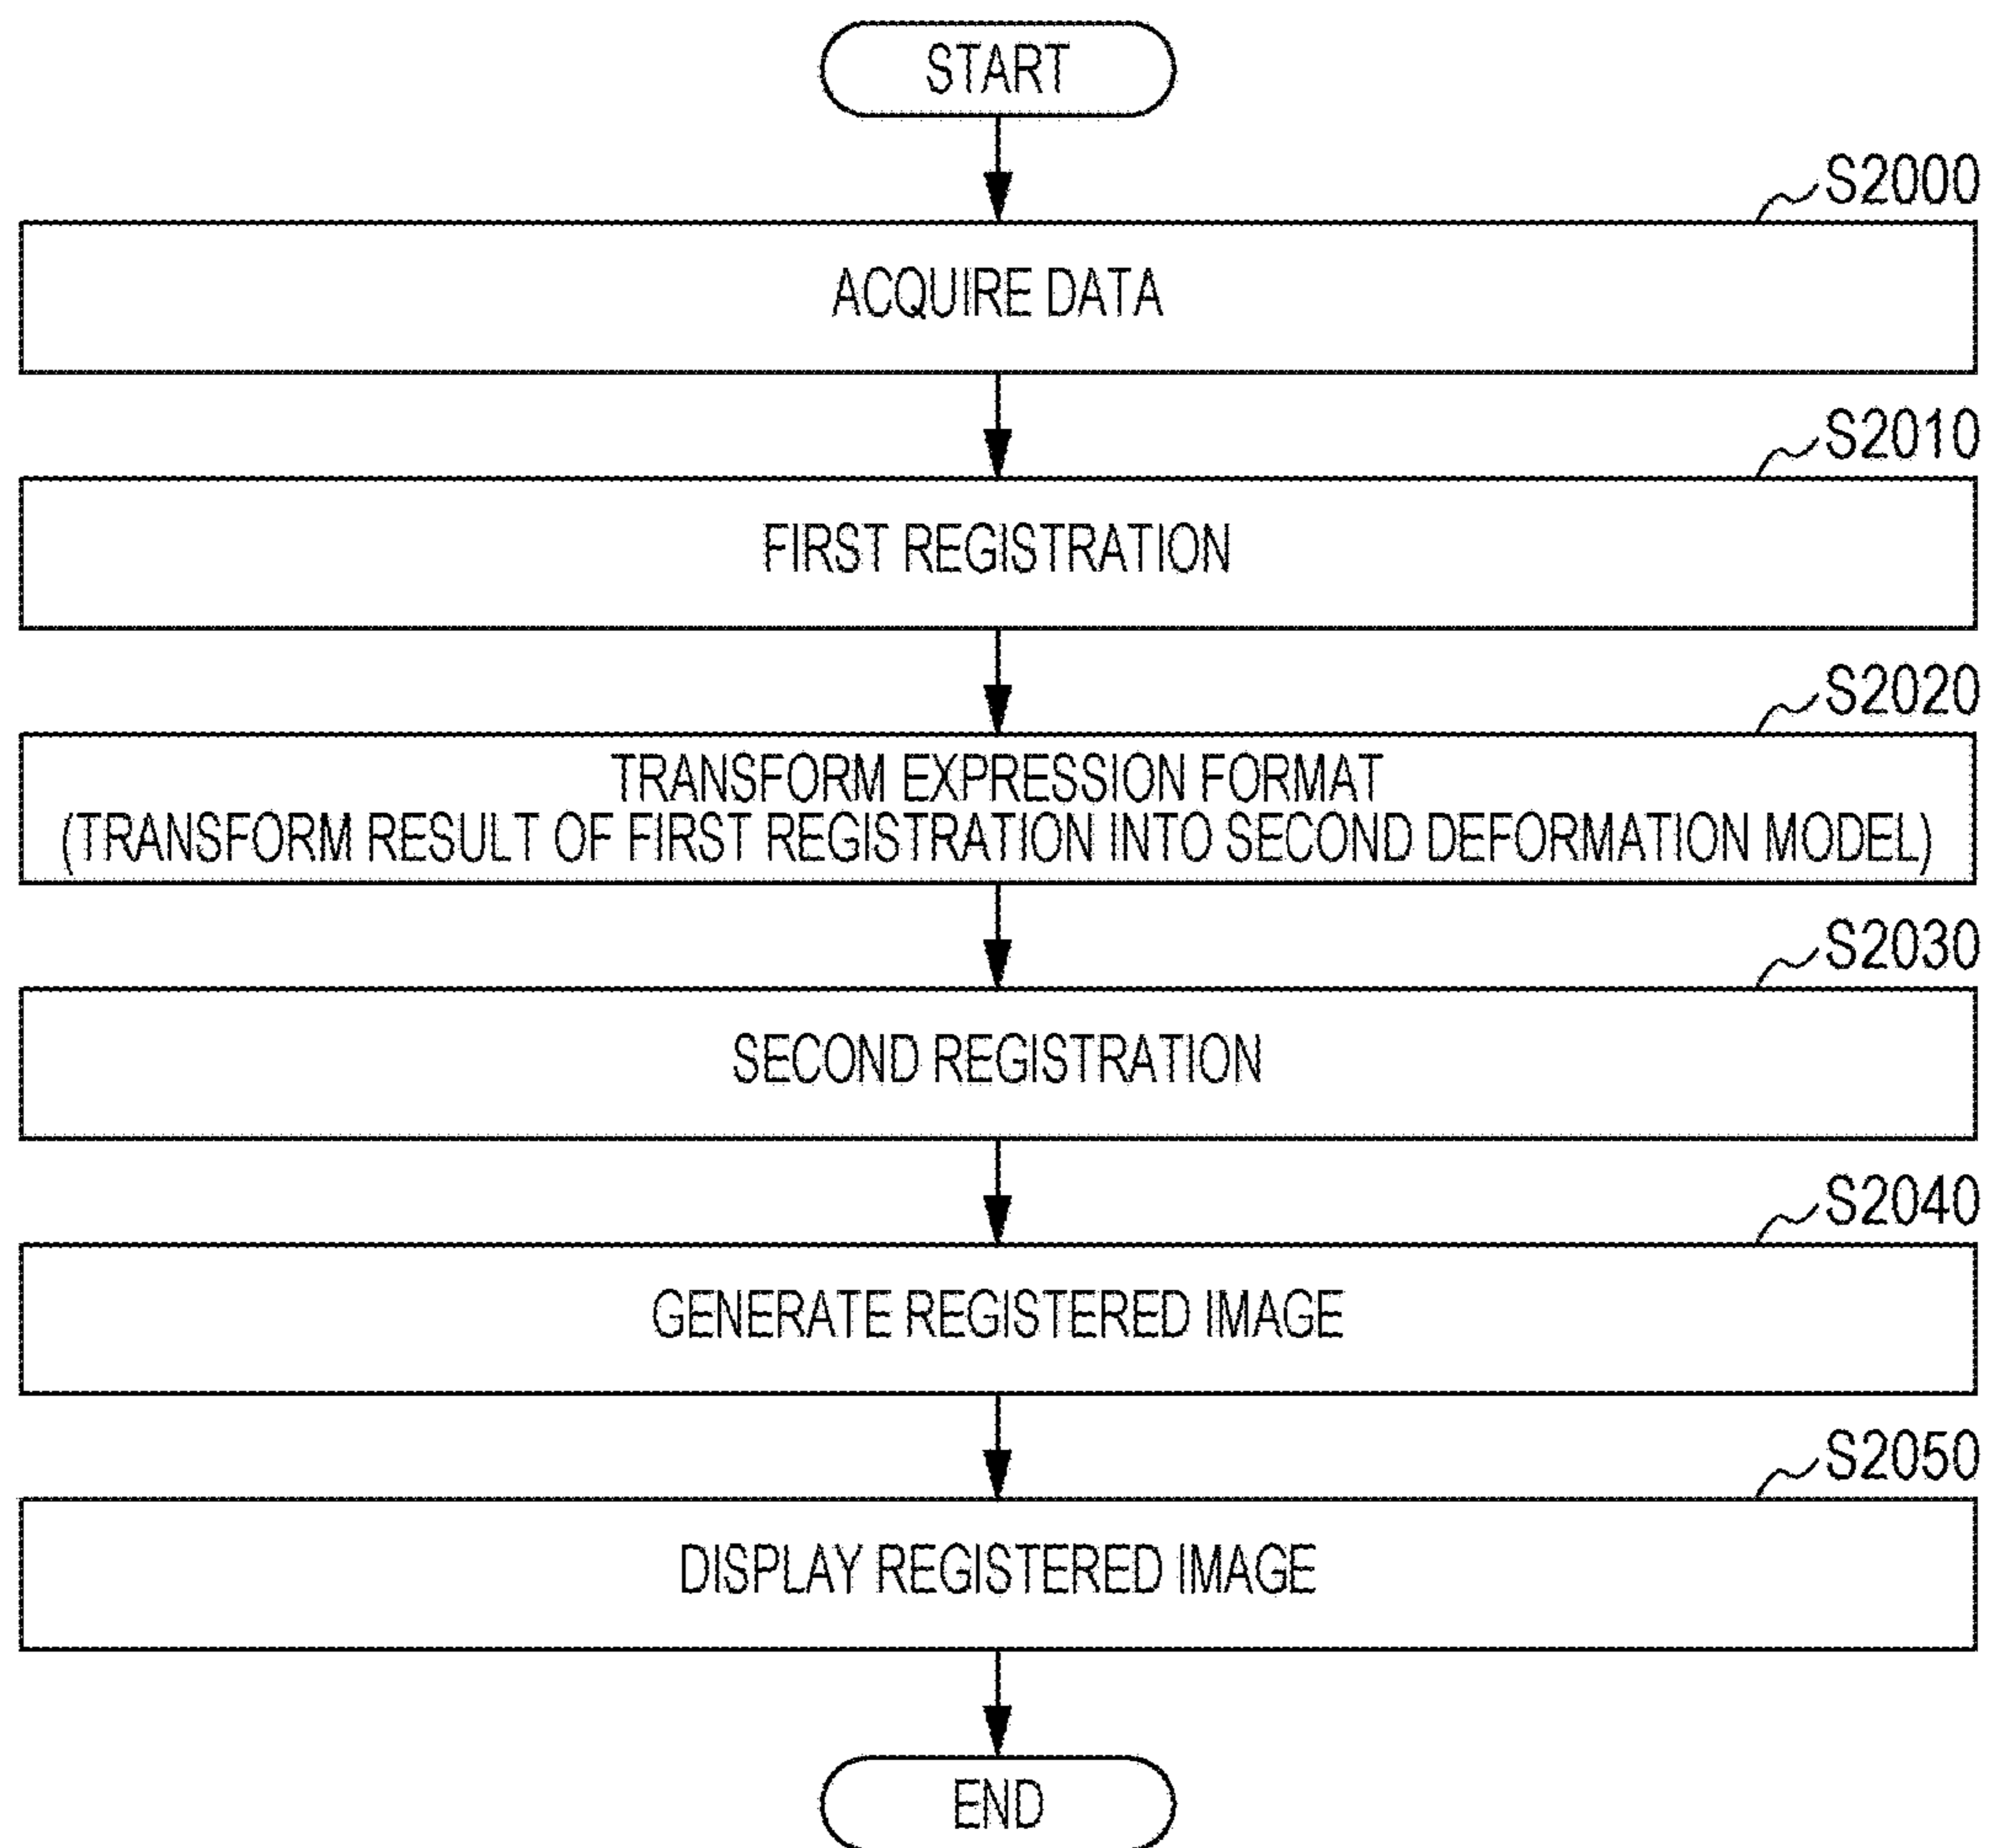 START
S2000
ACQUIRE DATA
S2010
FIRST REGISTRATION
S2020
TRANSFORM EXPRESSION FORMAT
(TRANSFORM RESULT OF FIRST REGISTRATION INTO SECOND DEFORMATION MODEL)
S2030
SECOND REGISTRATION
S2040
GENERATE REGISTERED IMAGE
S2050
DISPLAY REGISTERED IMAGE
END